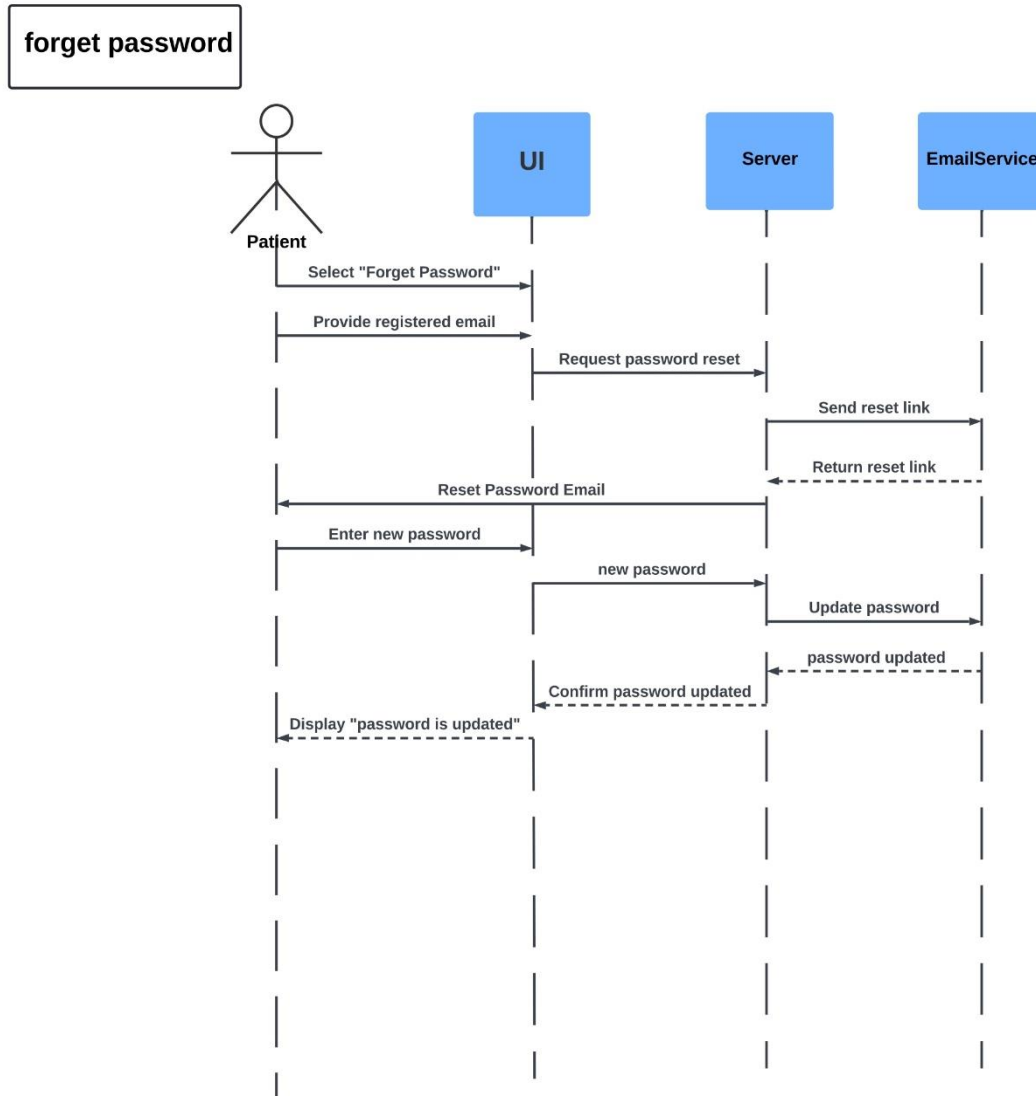 forget password
UI
Server
EmailService
Patient
Select "Forget Password"
Provide registered email
Request password reset
Send reset link
Return reset link
Reset Password Email
Enter new password
new password
Update password
password updated
Confirm password updated
Display "password is updated"